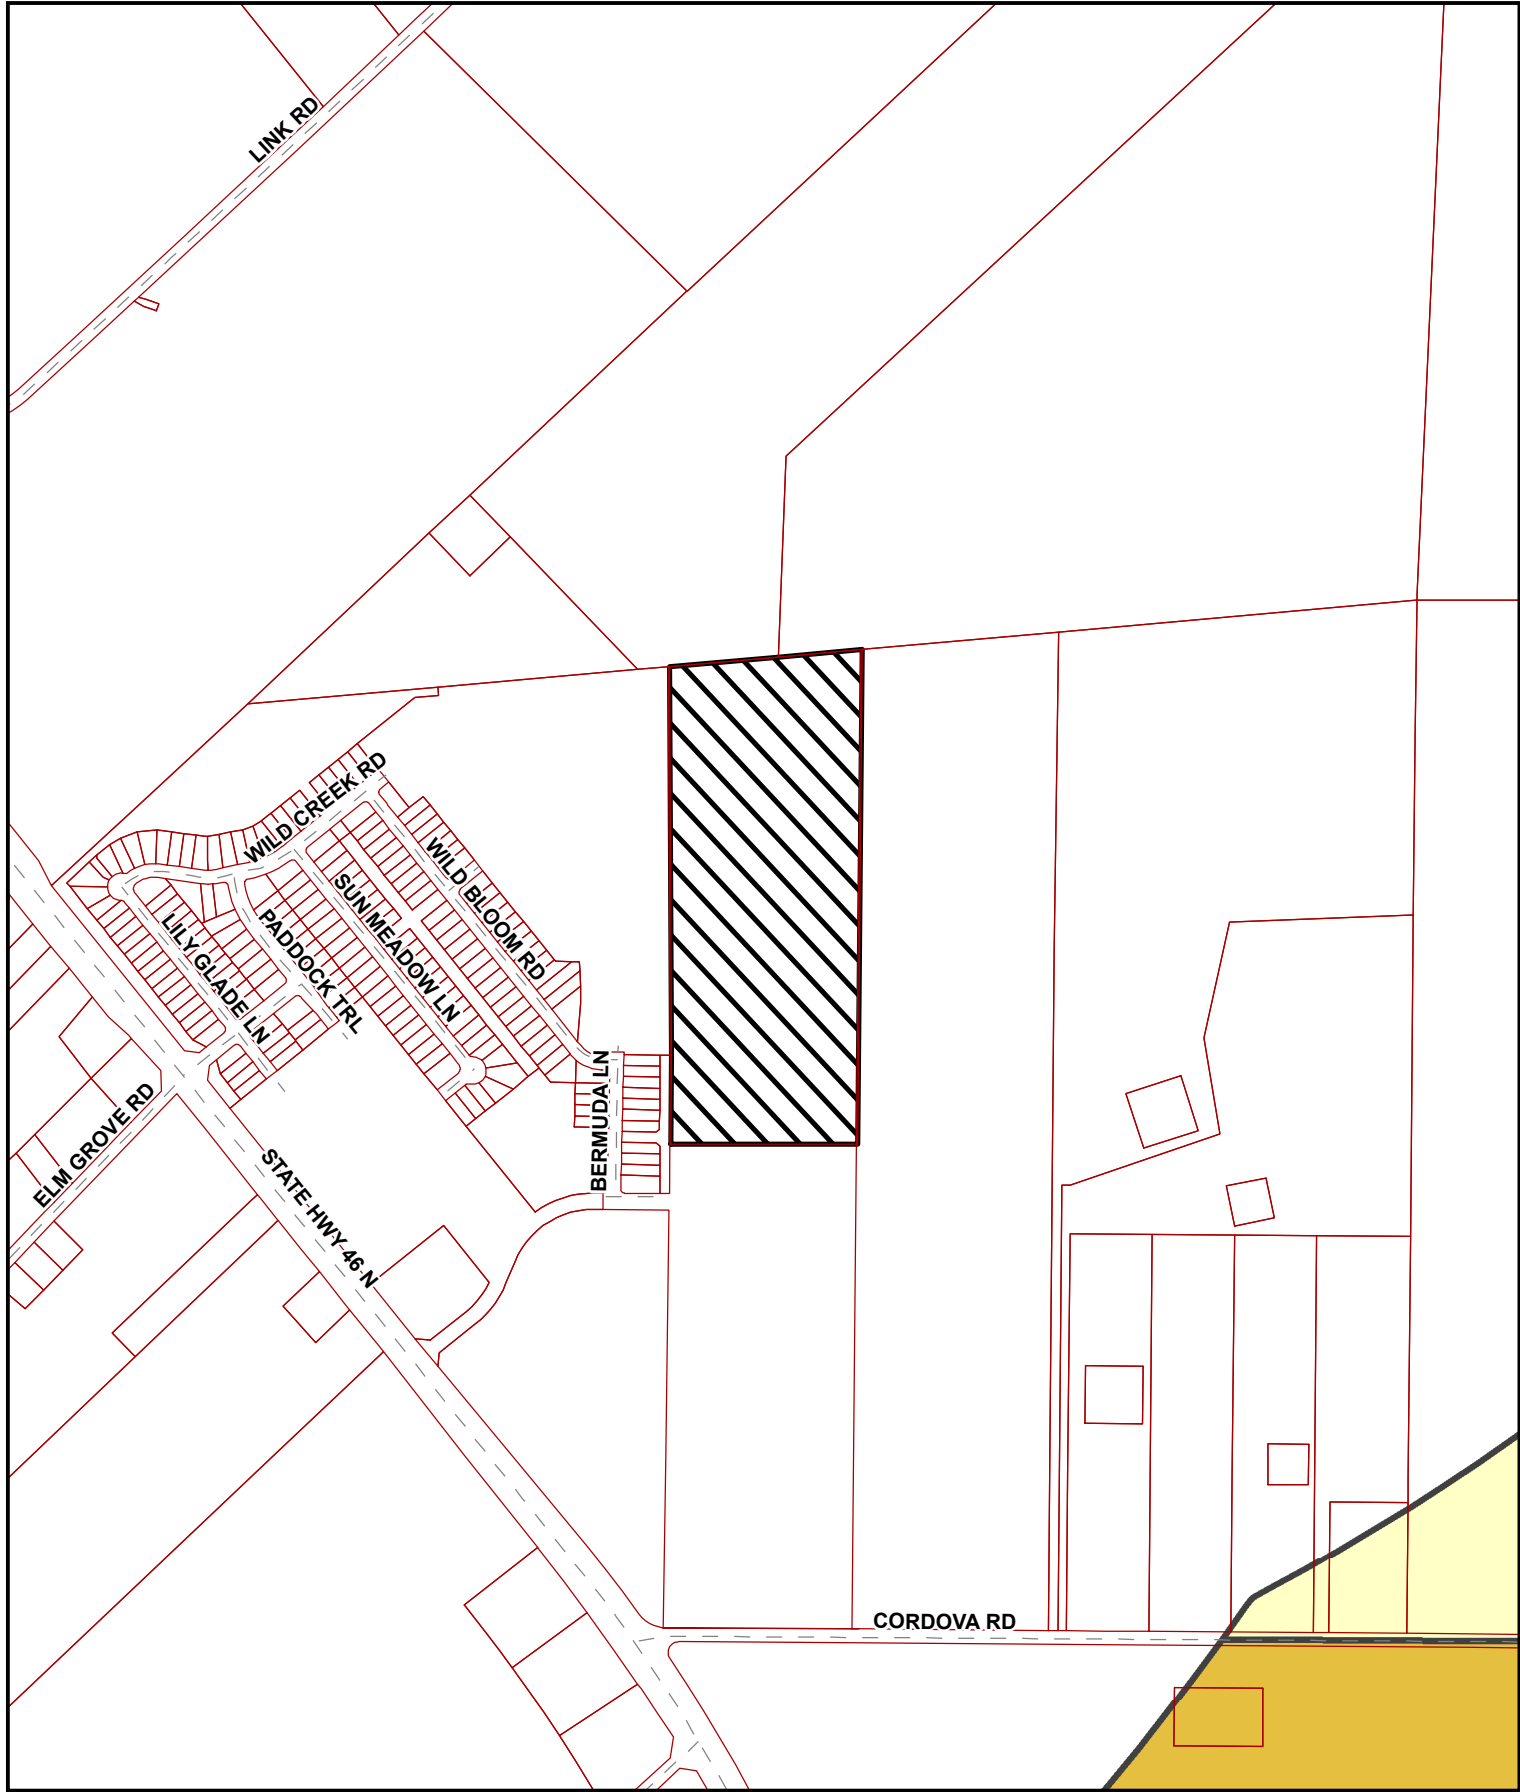 LINK RD
WILD CREEK RD
WILD BLOOM RD
SUN MEADOW LN
PADDOCK TRL
LILY GLADE LN
BERMUDA LN
ELM GROVE RD
STATE HWY 46 N
CORDOVA RD